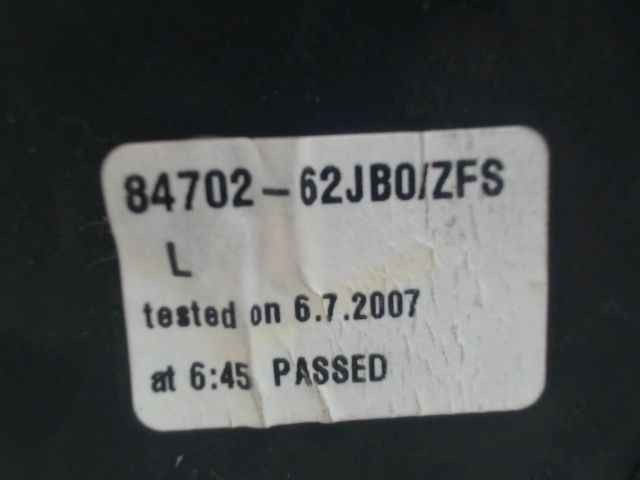 84702-62JB0/ZFS
L
tested on 6.7.2007
at 6:45 PASSED